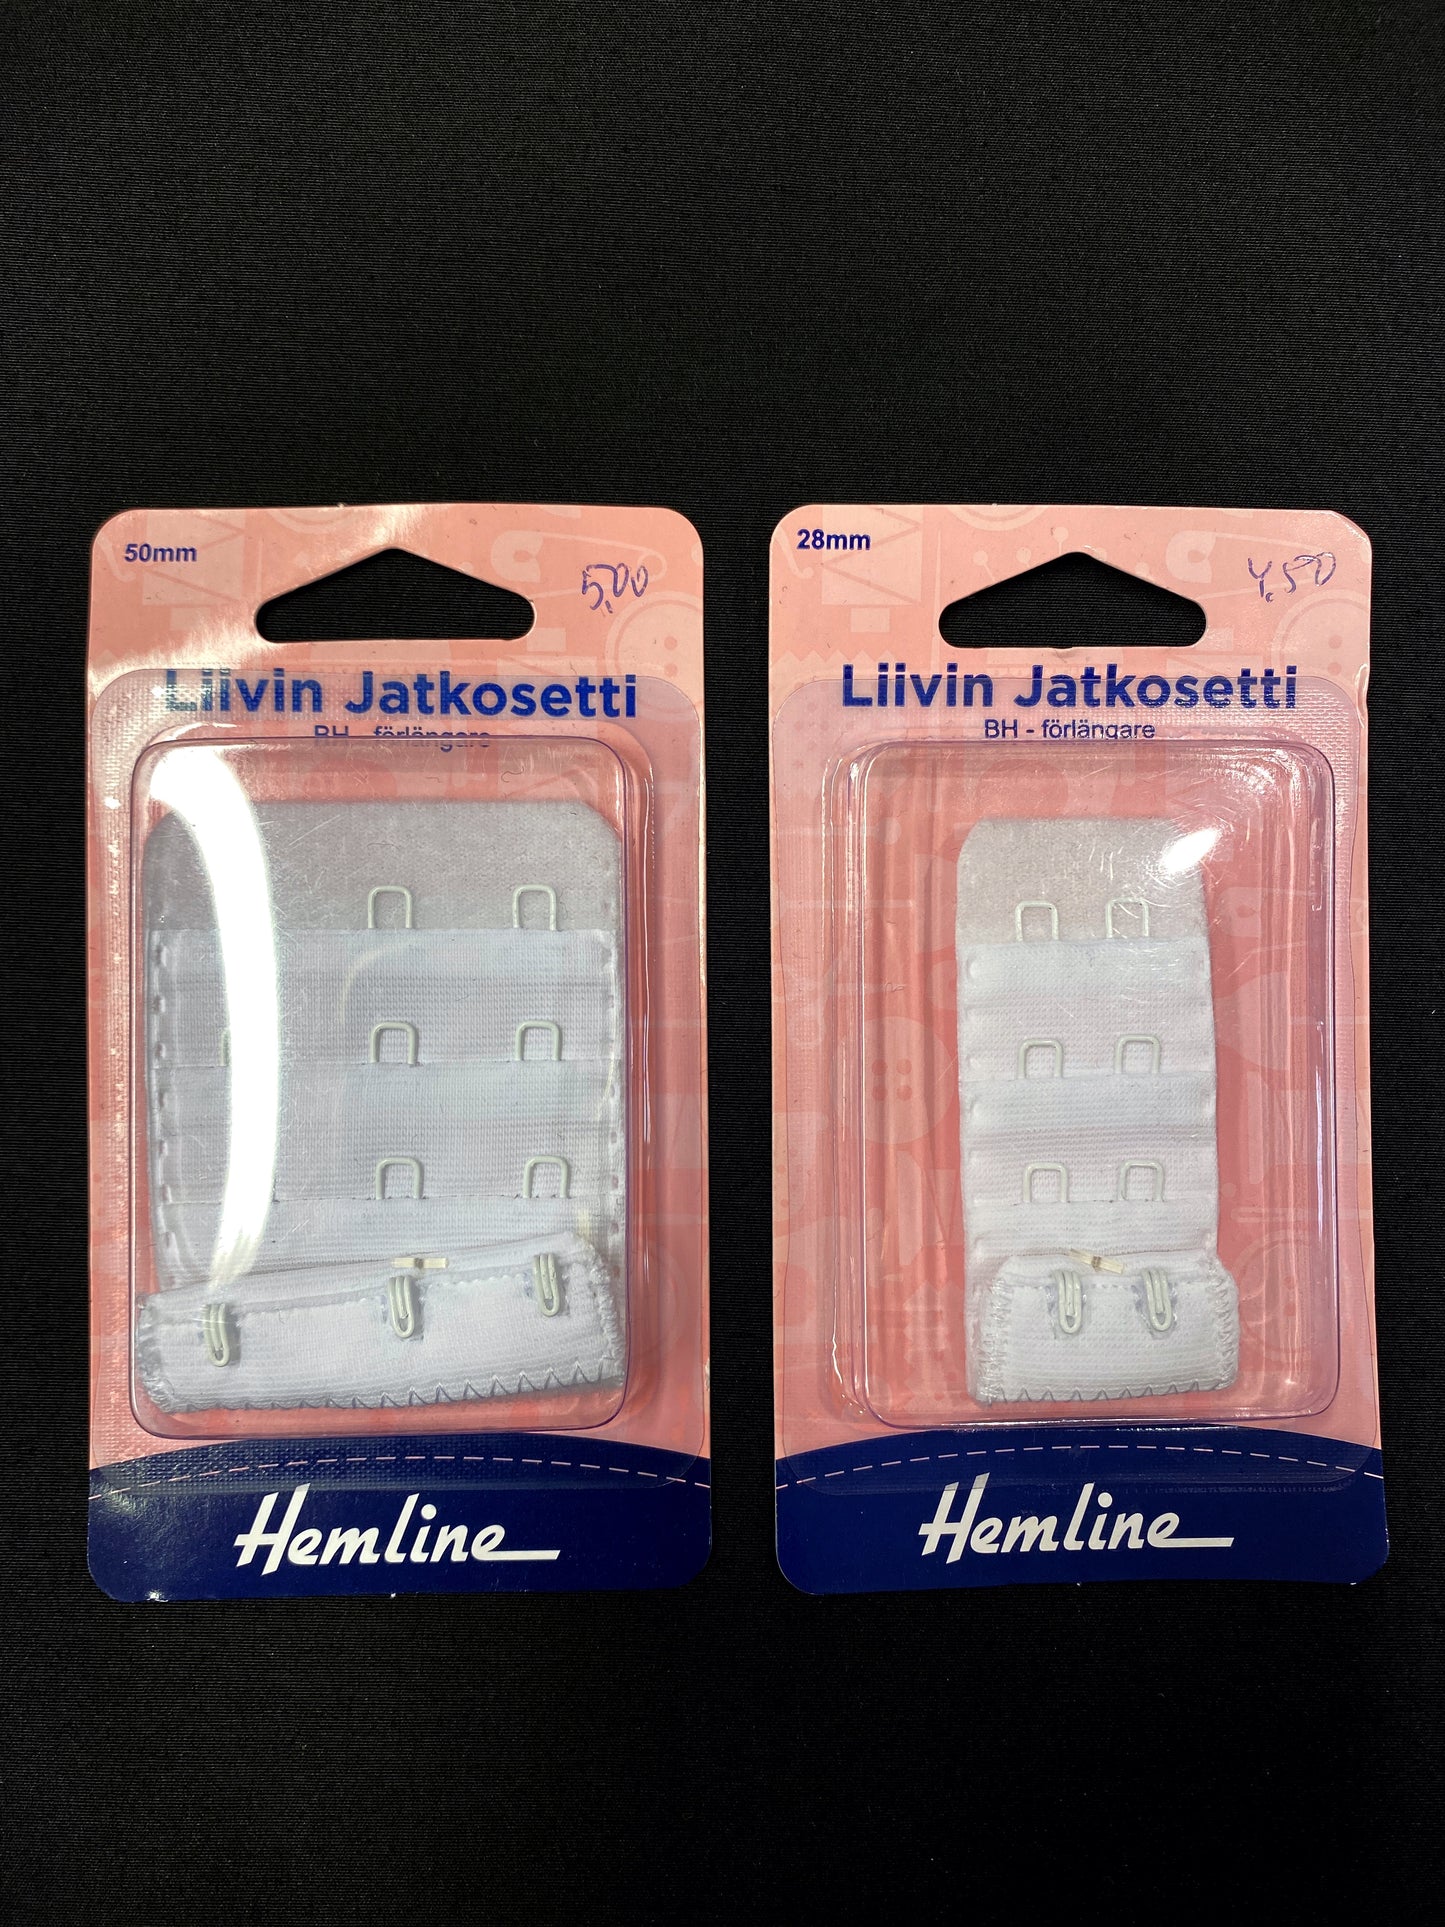 50mm
5,00
Liivin Jatkosetti
BH - förlängare
Hemline
28mm
4,50
Liivin Jatkosetti
BH - förlängare
Hemline